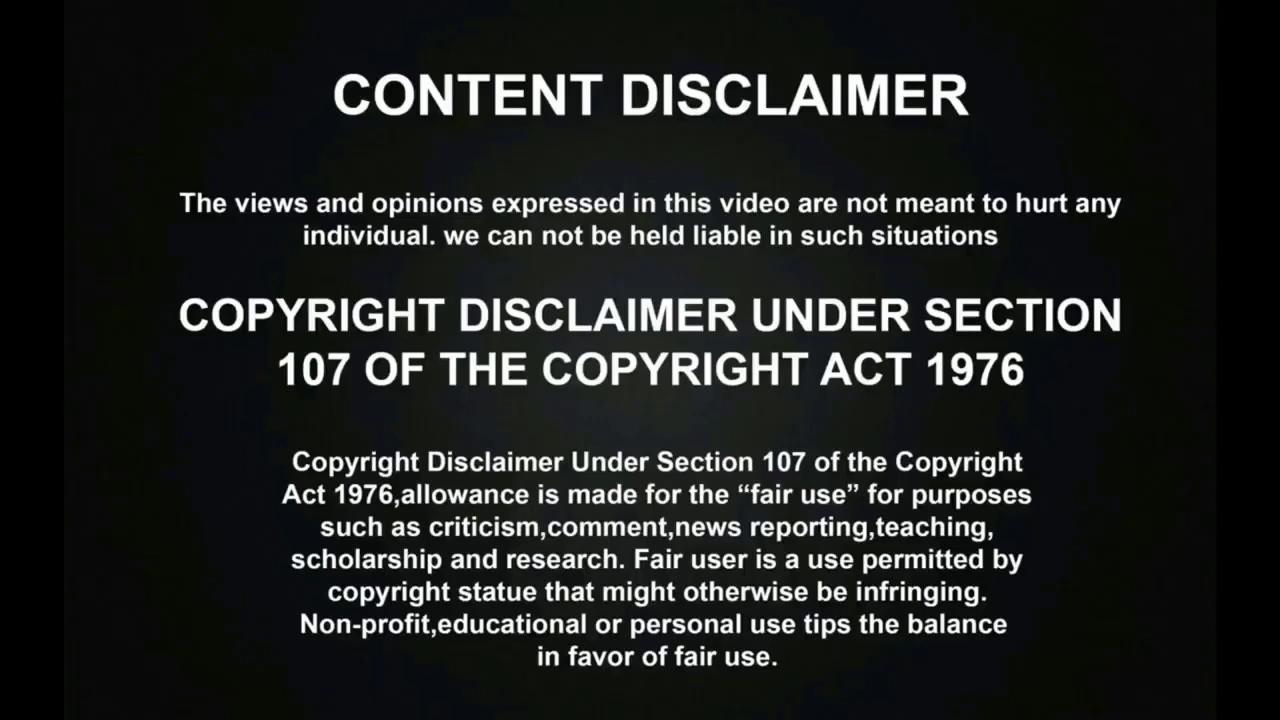 CONTENT DISCLAIMER
The views and opinions expressed in this video are not meant to hurt any
individual. we can not be held liable in such situations
COPYRIGHT DISCLAIMER UNDER SECTION
107 OF THE COPYRIGHT ACT 1976
Copyright Disclaimer Under Section 107 of the Copyright
Act 1976,allowance is made for the “fair use” for purposes
such as criticism,comment,news reporting,teaching,
scholarship and research. Fair user is a use permitted by
copyright statue that might otherwise be infringing.
Non-profit,educational or personal use tips the balance
in favor of fair use.